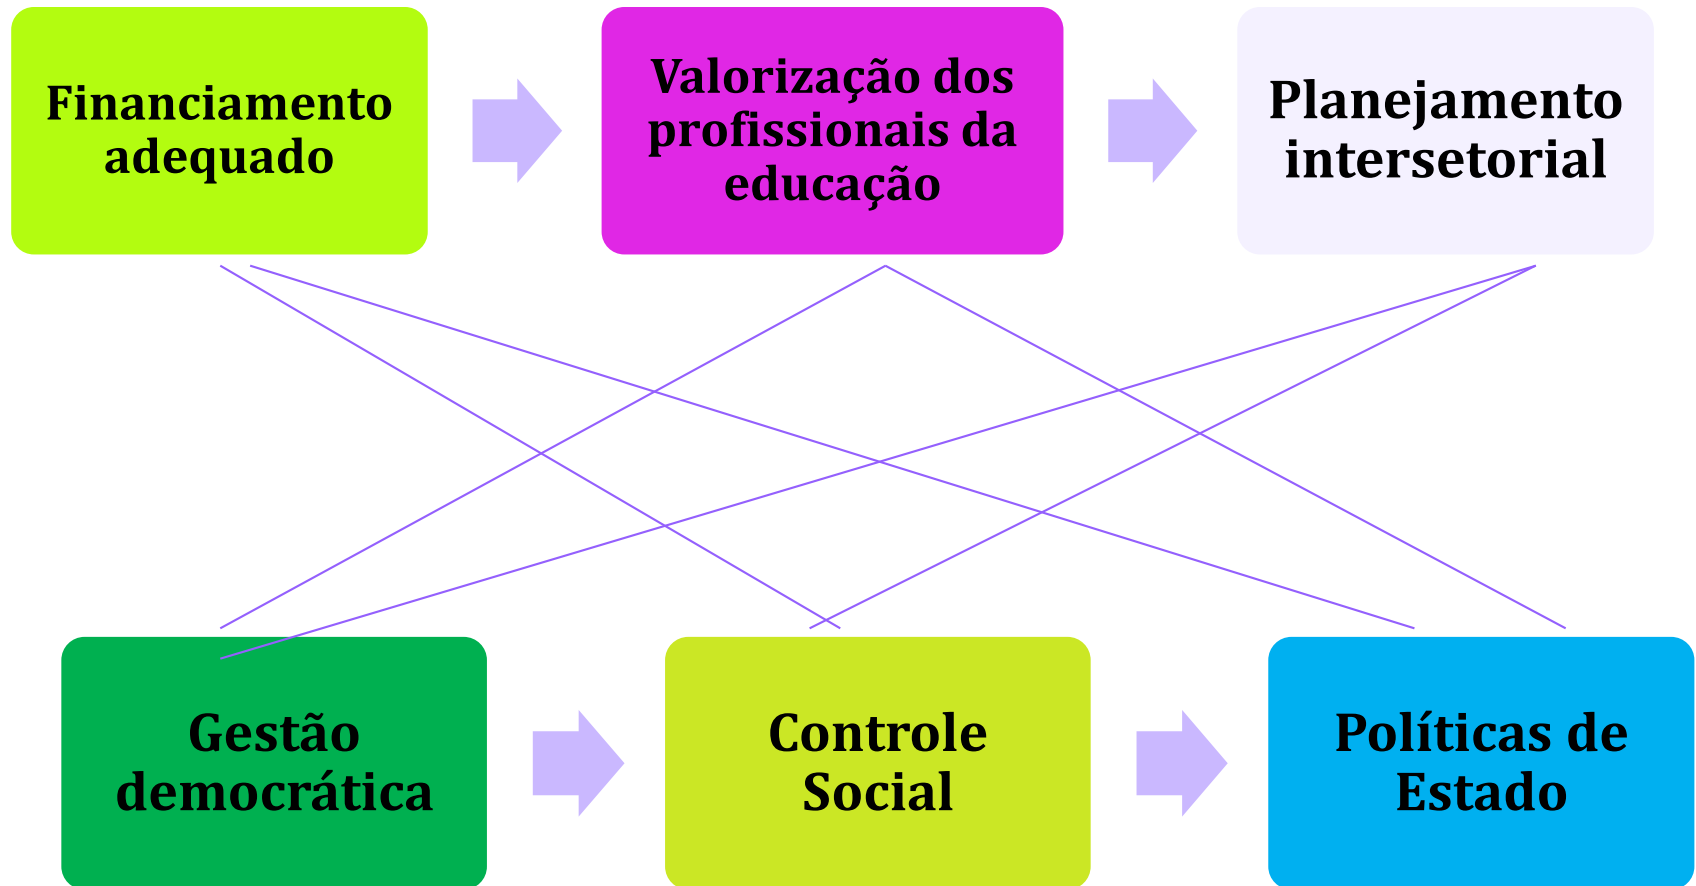 Financiamento
adequado
Valorização dos
profissionais da
educação
Planejamento
intersetorial
Gestão
democrática
Controle
Social
Políticas de
Estado